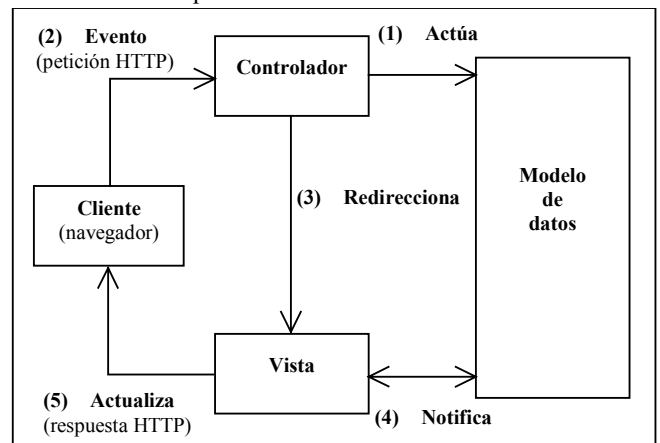 (2) Evento
(petición HTTP)
(1) Actúa
Controlador
Modelo
de
datos
(3) Redirecciona
Cliente
(navegador)
Vista
(5) Actualiza
(respuesta HTTP)
(4) Notifica